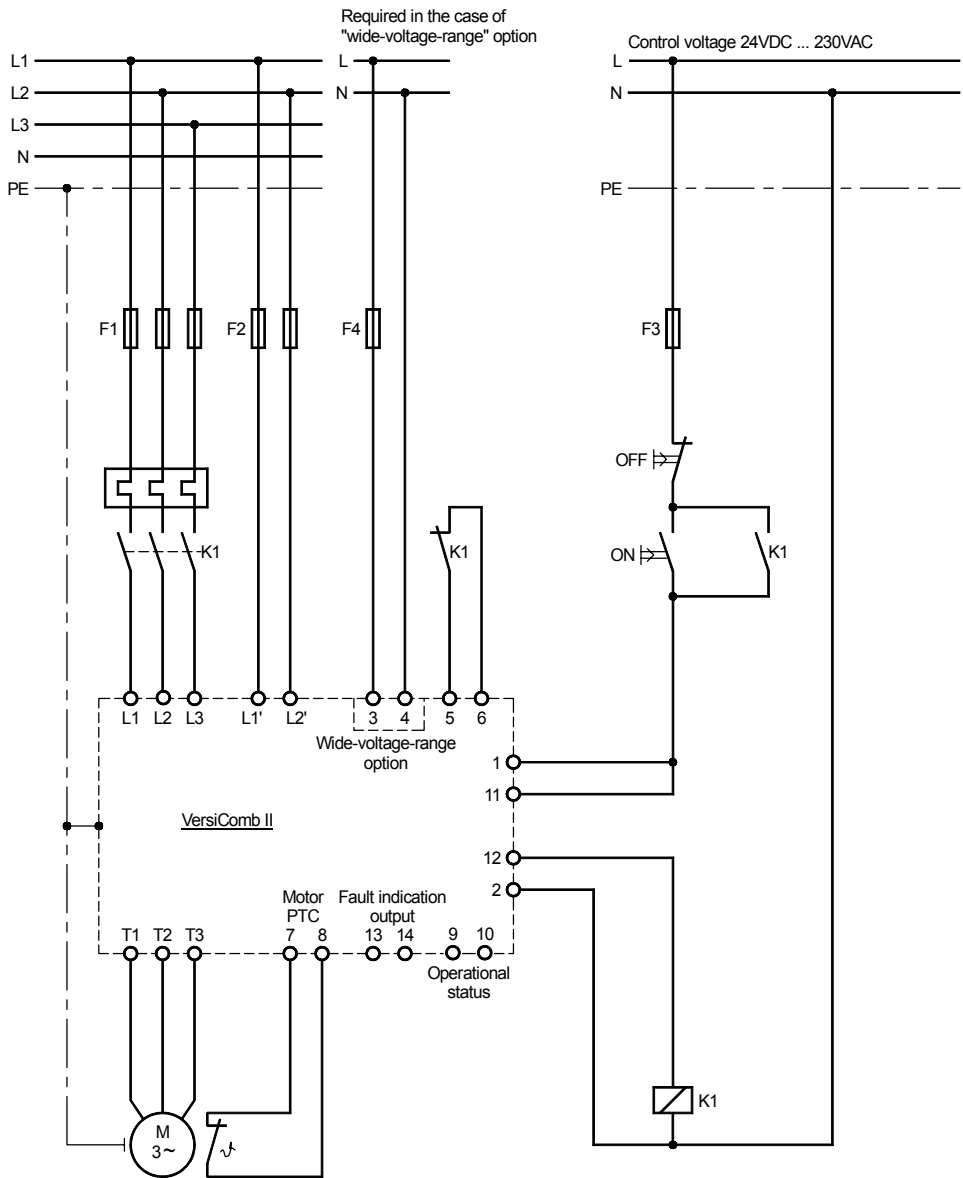 Required in the case of
"wide-voltage-range" option
Control voltage 24VDC ... 230VAC
L1
L
L
L2
N
N
L3
N
PE
PE
F1
F2
F4
F3
OFF
K1
K1
ON
K1
L1
L2
L3
L1'
L2'
3
4
5
6
Wide-voltage-range
option
1
11
VersiComb II
12
2
Motor
PTC
Fault indication
output
T1
T2
T3
7
8
13
14
9
10
Operational
status
K1
M
3~